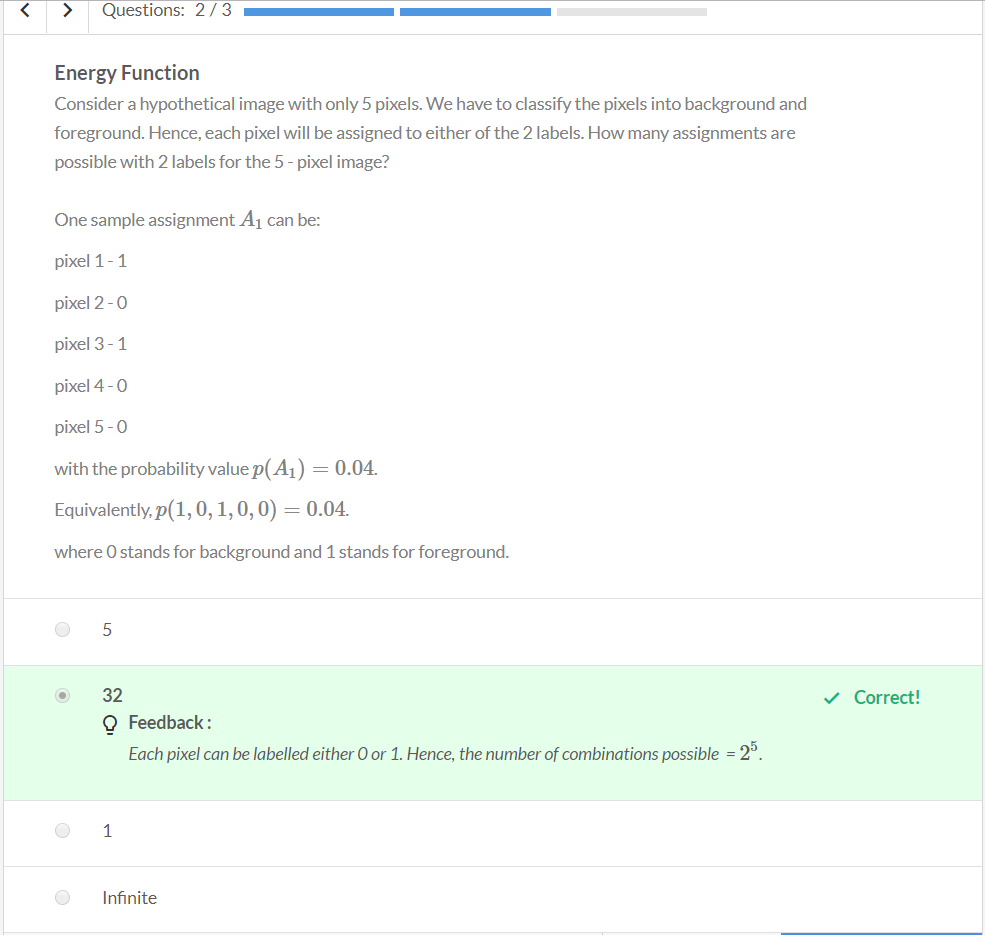 Questions: 2 / 3
Energy Function
Consider a hypothetical image with only 5 pixels. We have to classify the pixels into background and
foreground. Hence, each pixel will be assigned to either of the 2 labels. How many assignments are
possible with 2 labels for the 5 - pixel image?
One sample assignment A₁ can be:
pixel 1 - 1
pixel 2 - 0
pixel 3 - 1
pixel 4 - 0
pixel 5 - 0
with the probability value p(A₁) = 0.04.
Equivalently, p(1, 0, 1, 0, 0) = 0.04.
where 0 stands for background and 1 stands for foreground.
5
32
Correct!
Feedback :
Each pixel can be labelled either 0 or 1. Hence, the number of combinations possible = 2⁵.
1
Infinite